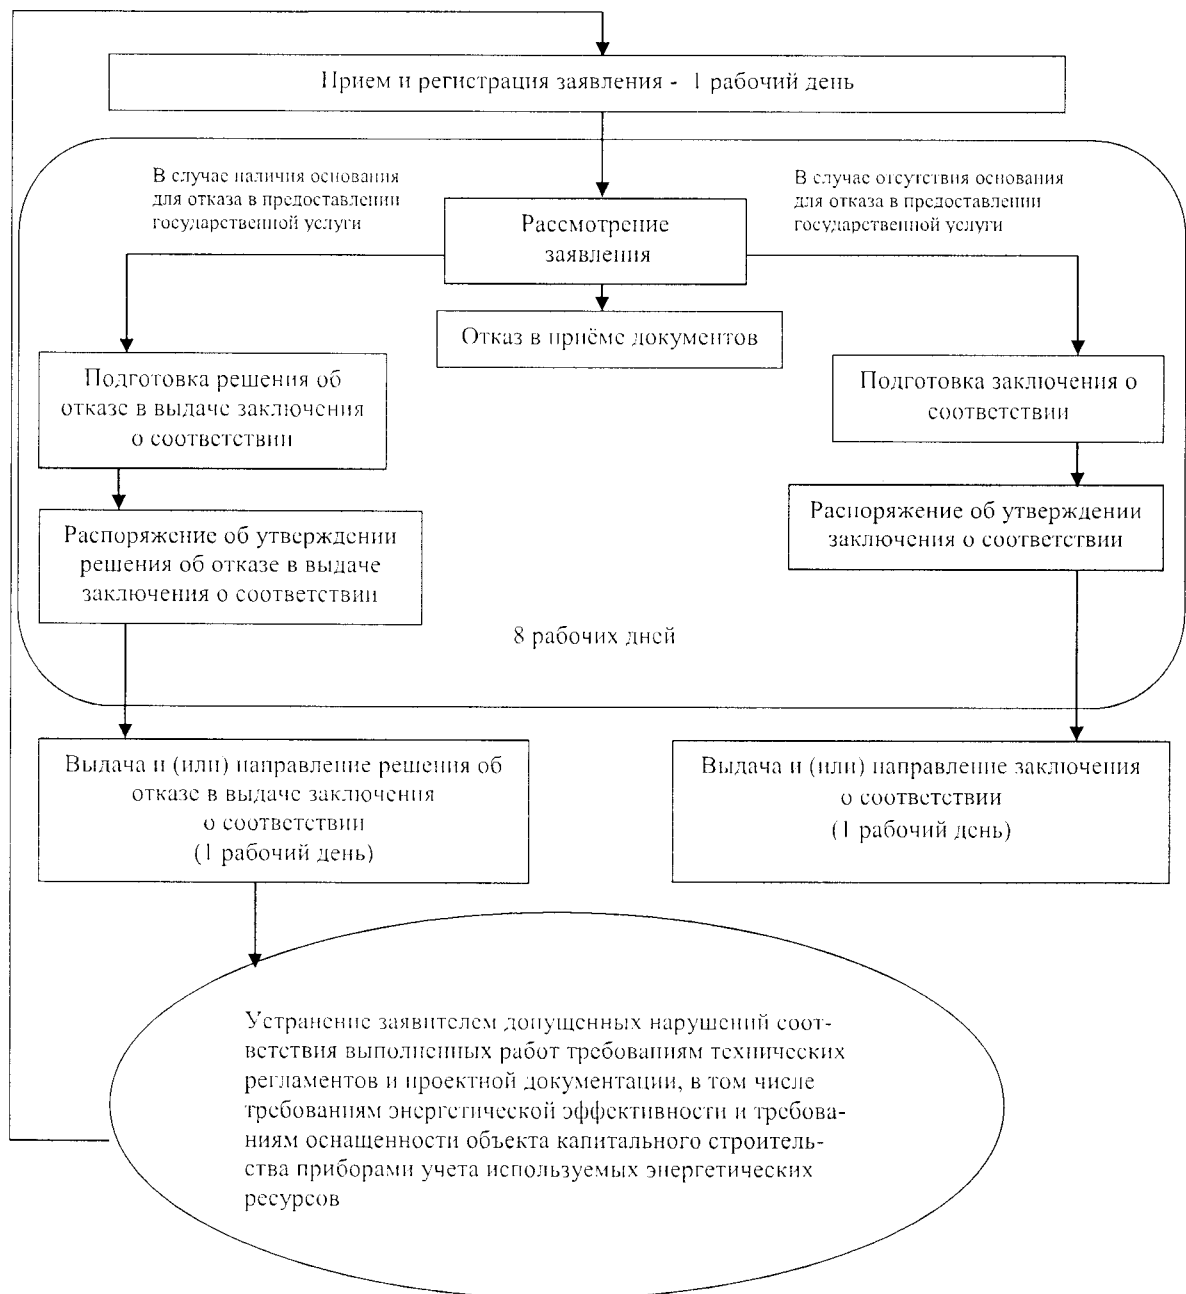 Прием и регистрация заявления - 1 рабочий день
В случае наличия основания
для отказа в предоставлении
государственной услуги
В случае отсутствия основания
для отказа в предоставлении
государственной услуги
Рассмотрение
заявления
Отказ в приёме документов
Подготовка решения об
отказе в выдаче заключения
о соответствии
Подготовка заключения о
соответствии
Распоряжение об утверждении
решения об отказе в выдаче
заключения о соответствии
Распоряжение об утверждении
заключения о соответствии
8 рабочих дней
Выдача и (или) направление решения об
отказе в выдаче заключения
о соответствии
(1 рабочий день)
Выдача и (или) направление заключения
о соответствии
(1 рабочий день)
Устранение заявителем допущенных нарушений соот-
ветствия выполненных работ требованиям технических
регламентов и проектной документации, в том числе
требованиям энергетической эффективности и требова-
ниям оснащенности объекта капитального строитель-
ства приборами учета используемых энергетических
ресурсов